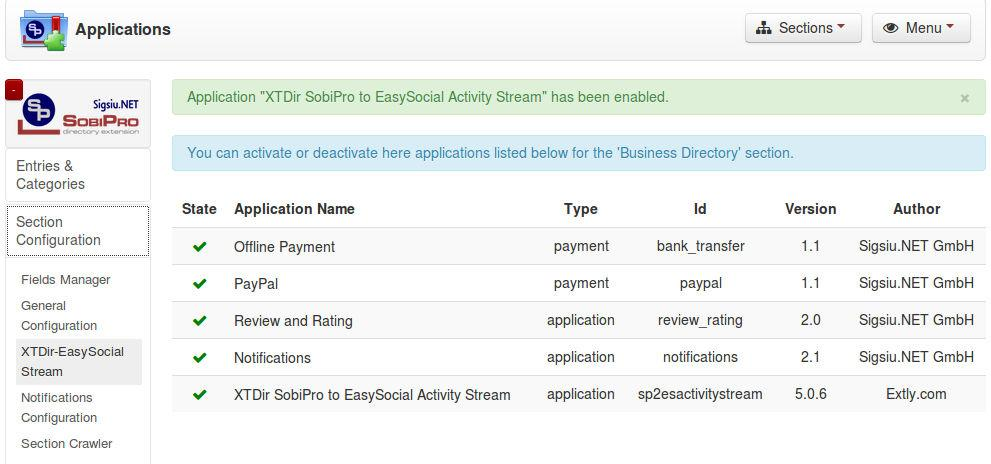 Applications
Sections
Menu
-
SP
Sigsiu.NET
SOBIPRO
directory extension
Entries &
Categories
Section
Configuration
Fields Manager
General
Configuration
XTDir-EasySocial
Stream
Notifications
Configuration
Section Crawler
Application "XTDir SobiPro to EasySocial Activity Stream" has been enabled.
×
You can activate or deactivate here applications listed below for the 'Business Directory' section.
State Application Name Type Id Version Author
Offline Payment payment bank_transfer 1.1 Sigsiu.NET GmbH
PayPal payment paypal 1.1 Sigsiu.NET GmbH
Review and Rating application review_rating 2.0 Sigsiu.NET GmbH
Notifications application notifications 2.1 Sigsiu.NET GmbH
XTDir SobiPro to EasySocial Activity Stream application sp2esactivitystream 5.0.6 Extly.com